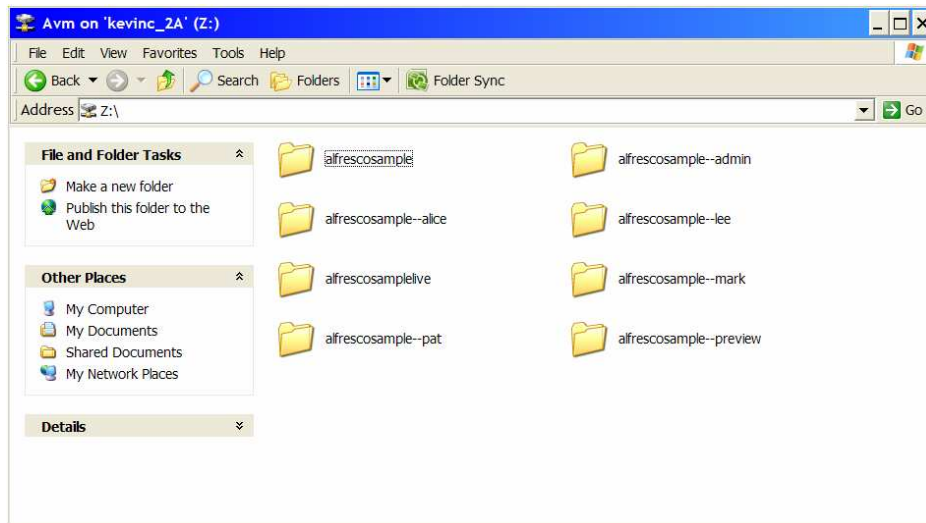 Avm on 'kevinc_2A' (Z:)
File Edit View Favorites Tools Help
Back Search Folders Folder Sync
Address Z:\ Go
File and Folder Tasks
Make a new folder
Publish this folder to the
Web
Other Places
My Computer
My Documents
Shared Documents
My Network Places
Details
alfrescosample alfrescosample--admin
alfrescosample--alice alfrescosample--lee
alfrescosamplelive alfrescosample--mark
alfrescosample--pat alfrescosample--preview